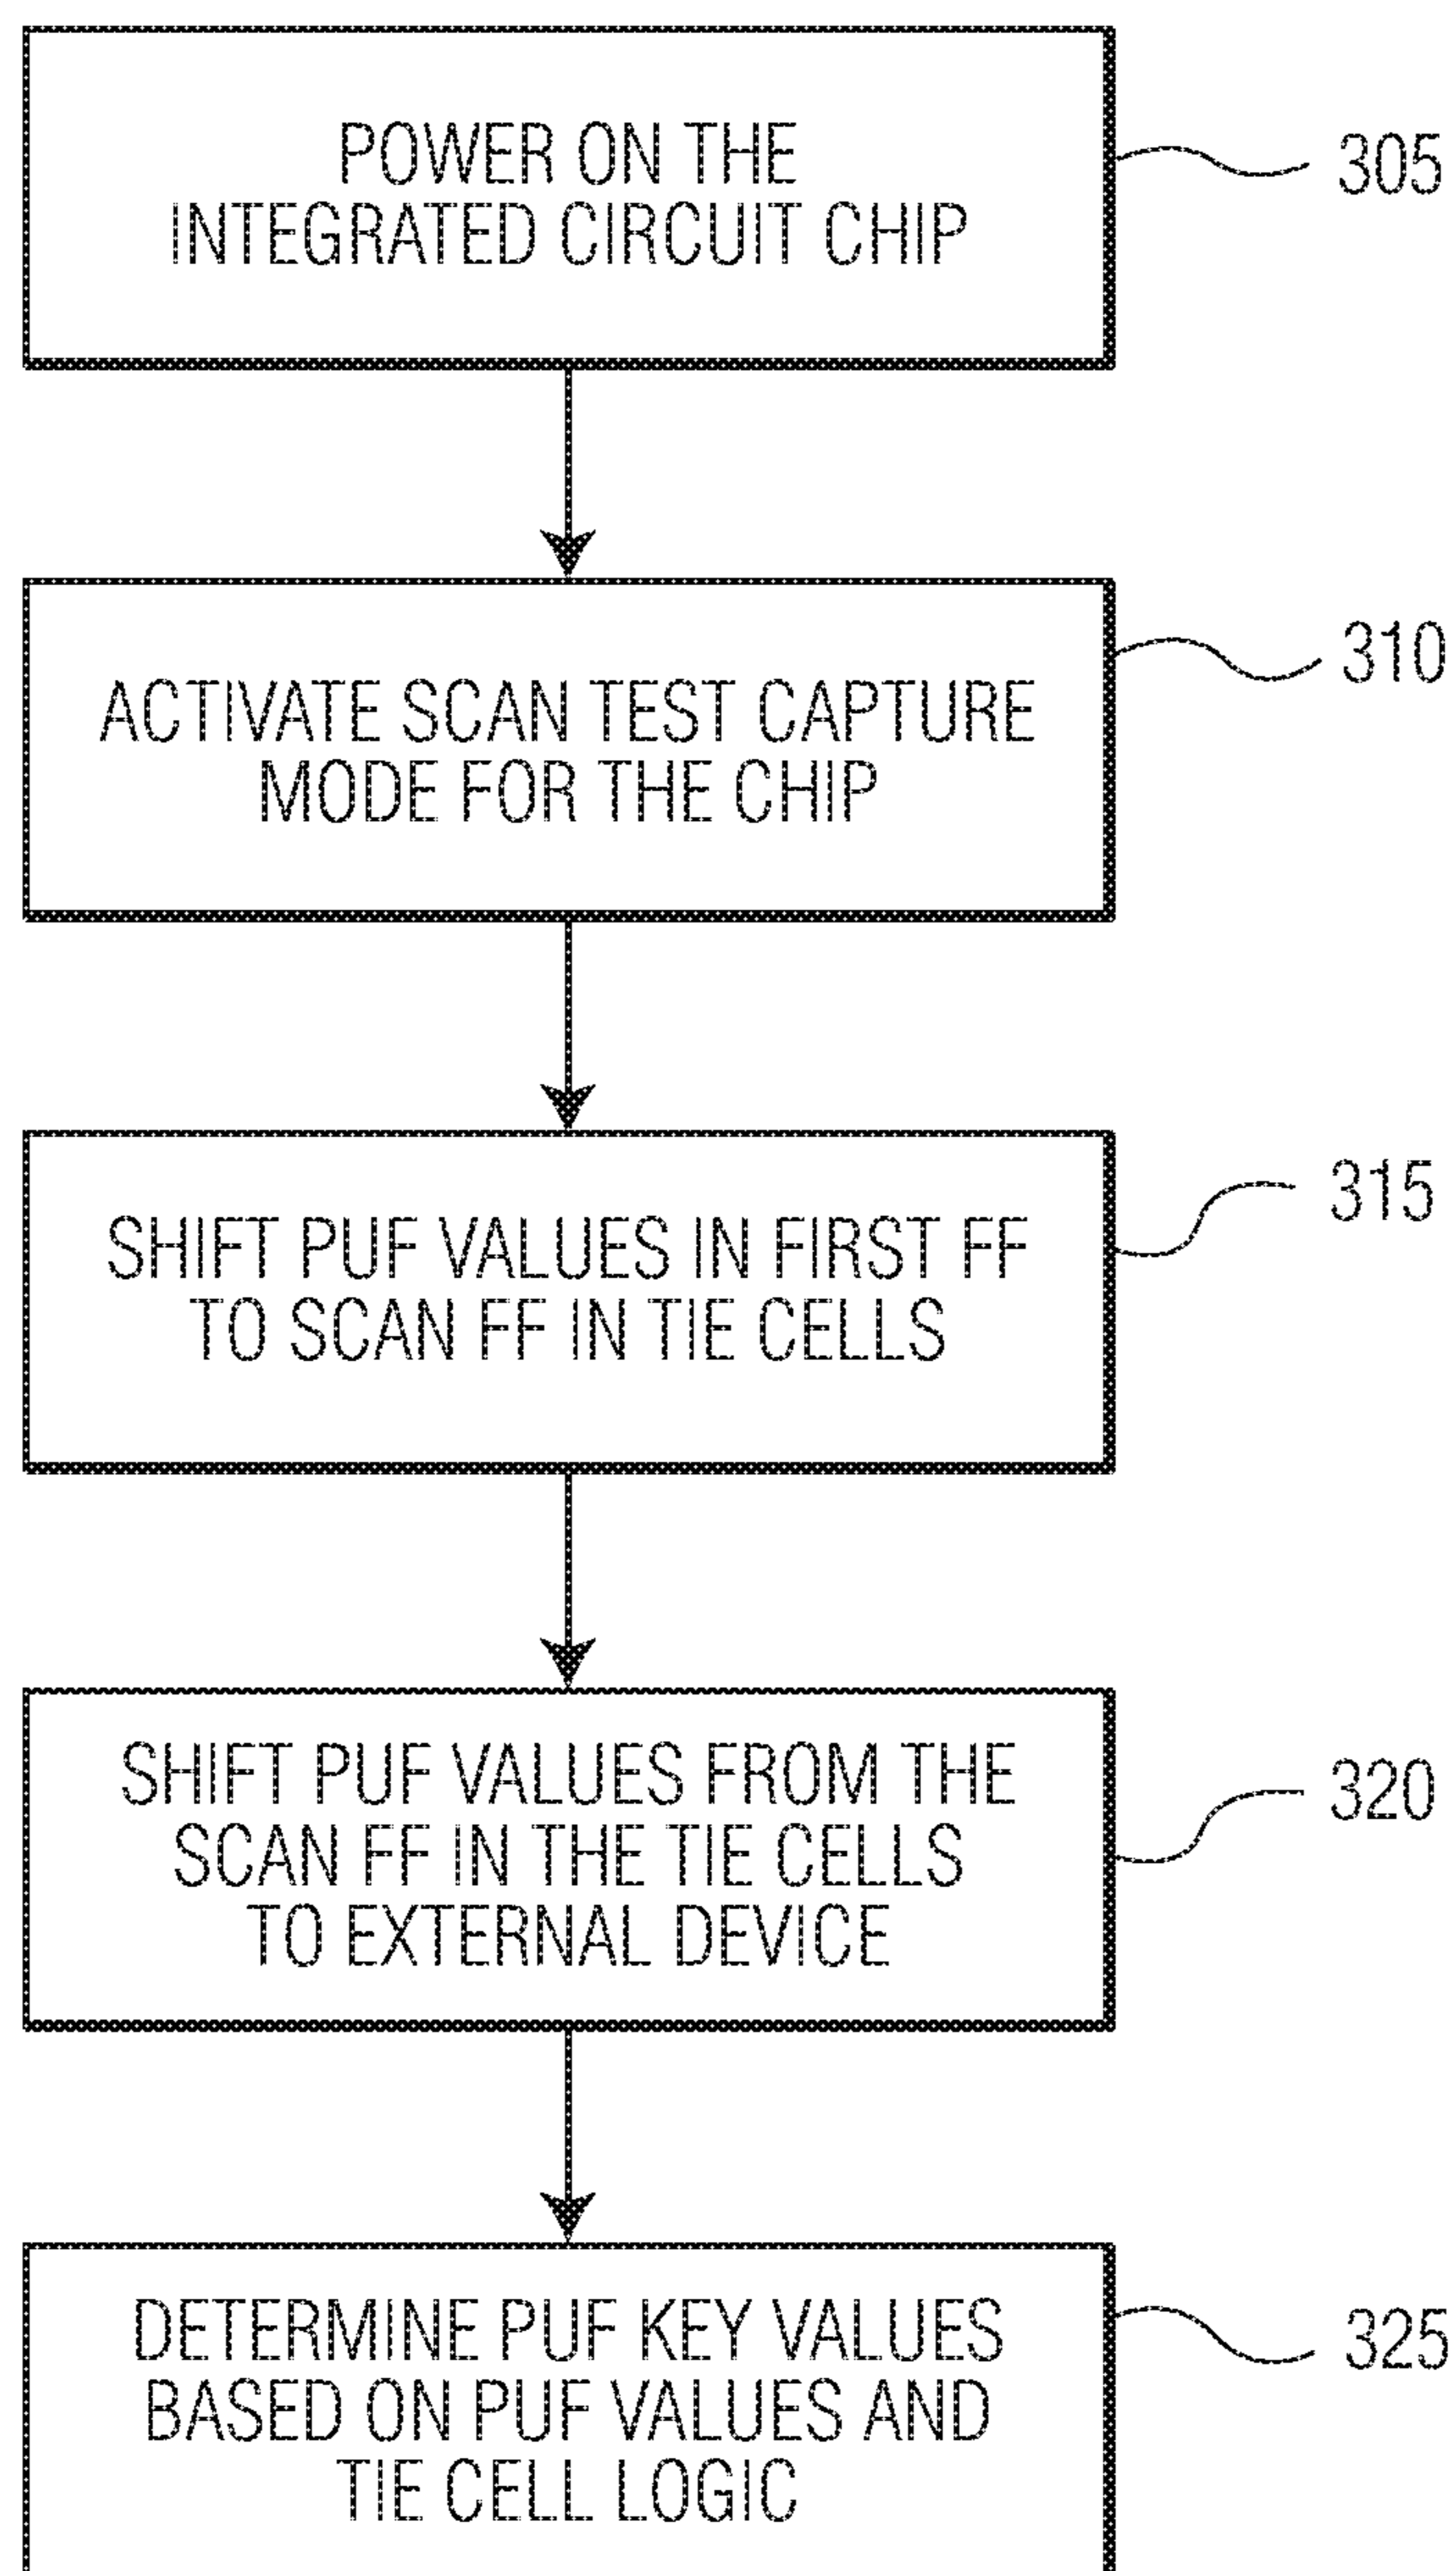 POWER ON THE
INTEGRATED CIRCUIT CHIP
305
ACTIVATE SCAN TEST CAPTURE
MODE FOR THE CHIP
310
SHIFT PUF VALUES IN FIRST FF
TO SCAN FF IN TIE CELLS
315
SHIFT PUF VALUES FROM THE
SCAN FF IN THE TIE CELLS
TO EXTERNAL DEVICE
320
DETERMINE PUF KEY VALUES
BASED ON PUF VALUES AND
TIE CELL LOGIC
325